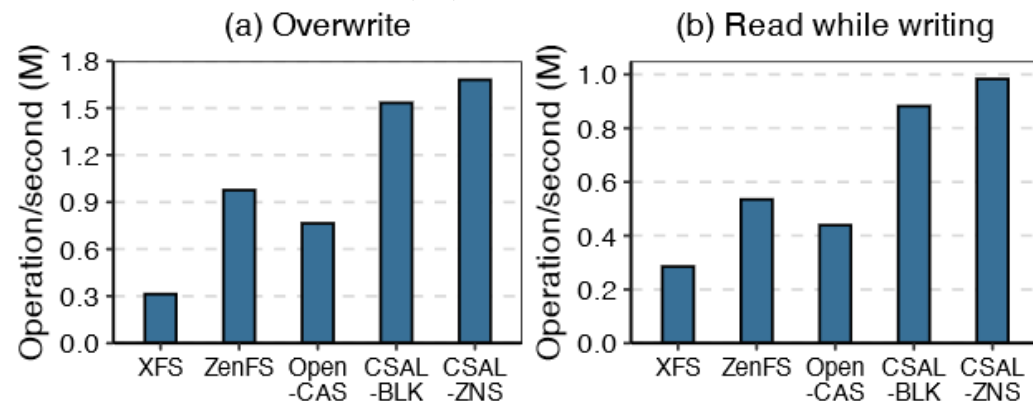 (a) Overwrite
Operation/second (M)
1.8
1.5
1.2
0.9
0.6
0.3
0.0
XFS
ZenFS
Open
-CAS
CSAL
-BLK
CSAL
-ZNS
(b) Read while writing
Operation/second (M)
1.0
0.8
0.6
0.4
0.2
0.0
XFS
ZenFS
Open
-CAS
CSAL
-BLK
CSAL
-ZNS